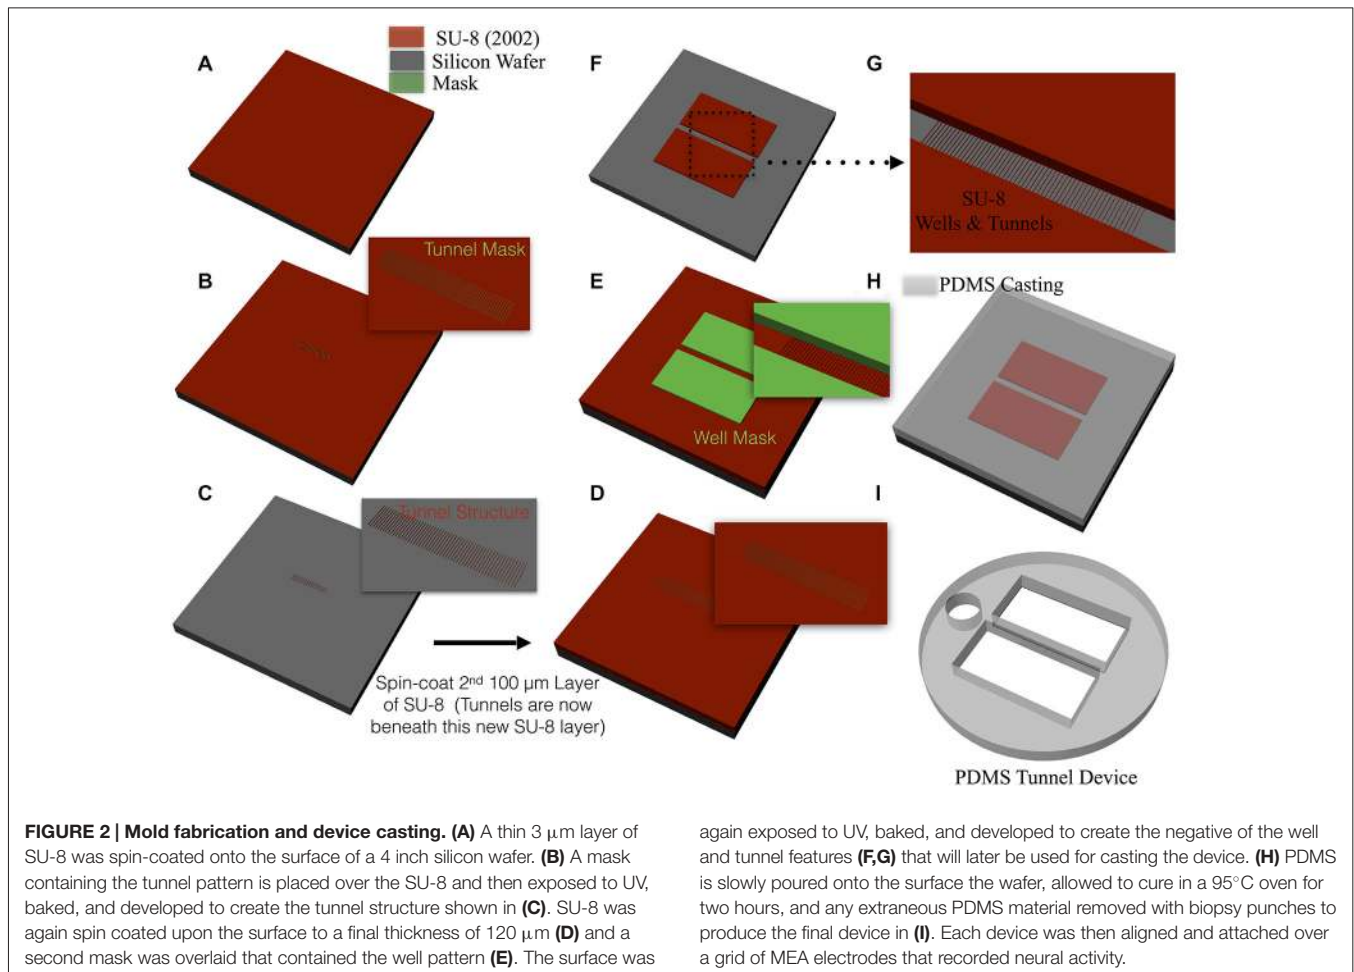 SU-8 (2002)
Silicon Wafer
Mask
A
F
G
SU-8
Wells & Tunnels
B
Tunnel Mask
E
Well Mask
H
PDMS Casting
C
Tunnel Structure
D
I
Spin-coat 2nd 100 μm Layer
of SU-8 (Tunnels are now
beneath this new SU-8 layer)
PDMS Tunnel Device
FIGURE 2 | Mold fabrication and device casting. (A) A thin 3 μm layer of
SU-8 was spin-coated onto the surface of a 4 inch silicon wafer. (B) A mask
containing the tunnel pattern is placed over the SU-8 and then exposed to UV,
baked, and developed to create the tunnel structure shown in (C). SU-8 was
again spin coated upon the surface to a final thickness of 120 μm (D) and a
second mask was overlaid that contained the well pattern (E). The surface was
again exposed to UV, baked, and developed to create the negative of the well
and tunnel features (F,G) that will later be used for casting the device. (H) PDMS
is slowly poured onto the surface the wafer, allowed to cure in a 95°C oven for
two hours, and any extraneous PDMS material removed with biopsy punches to
produce the final device in (I). Each device was then aligned and attached over
a grid of MEA electrodes that recorded neural activity.